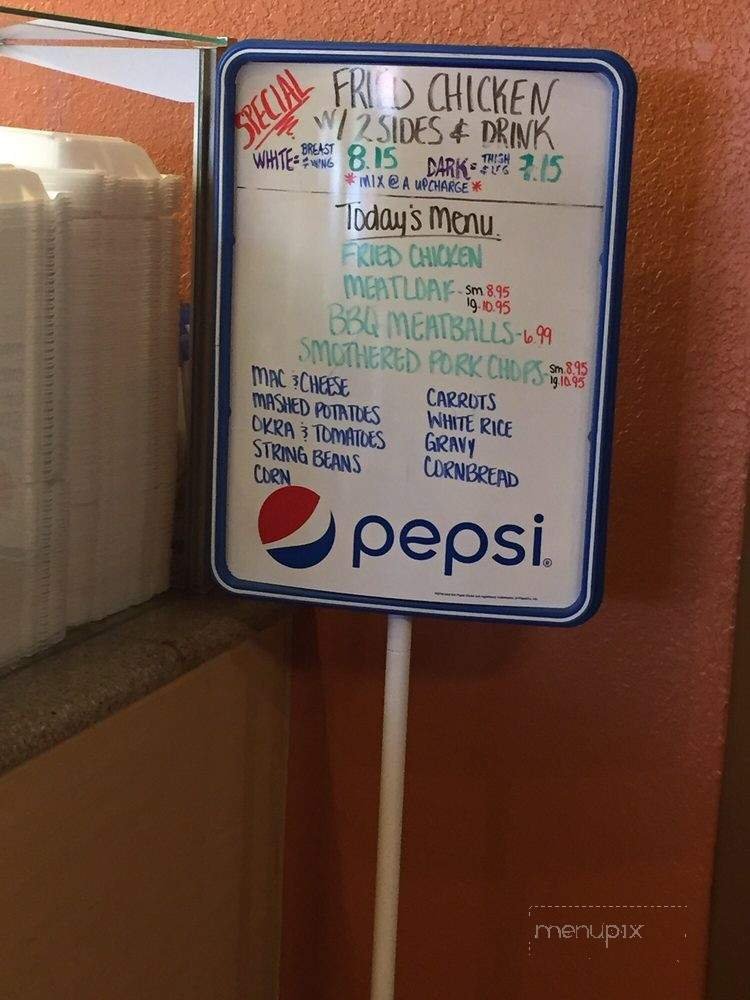 SPECIAL
FRIED CHICKEN
W/ 2 SIDES & DRINK
WHITE= BREAST & WING 8.15 DARK= THIGH & LEG 7.15
* MIX @ A UPCHARGE *
Today's Menu
FRIED CHICKEN
MEATLOAF - sm 8.95
lg. 10.95
BBQ MEATBALLS - 6.99
SMOTHERED PORK CHOPS - sm. 8.95
lg. 10.95
MAC & CHEESE
MASHED POTATOES
OKRA & TOMATOES
STRING BEANS
CORN
CARROTS
WHITE RICE
GRAVY
CORNBREAD
pepsi
menupix